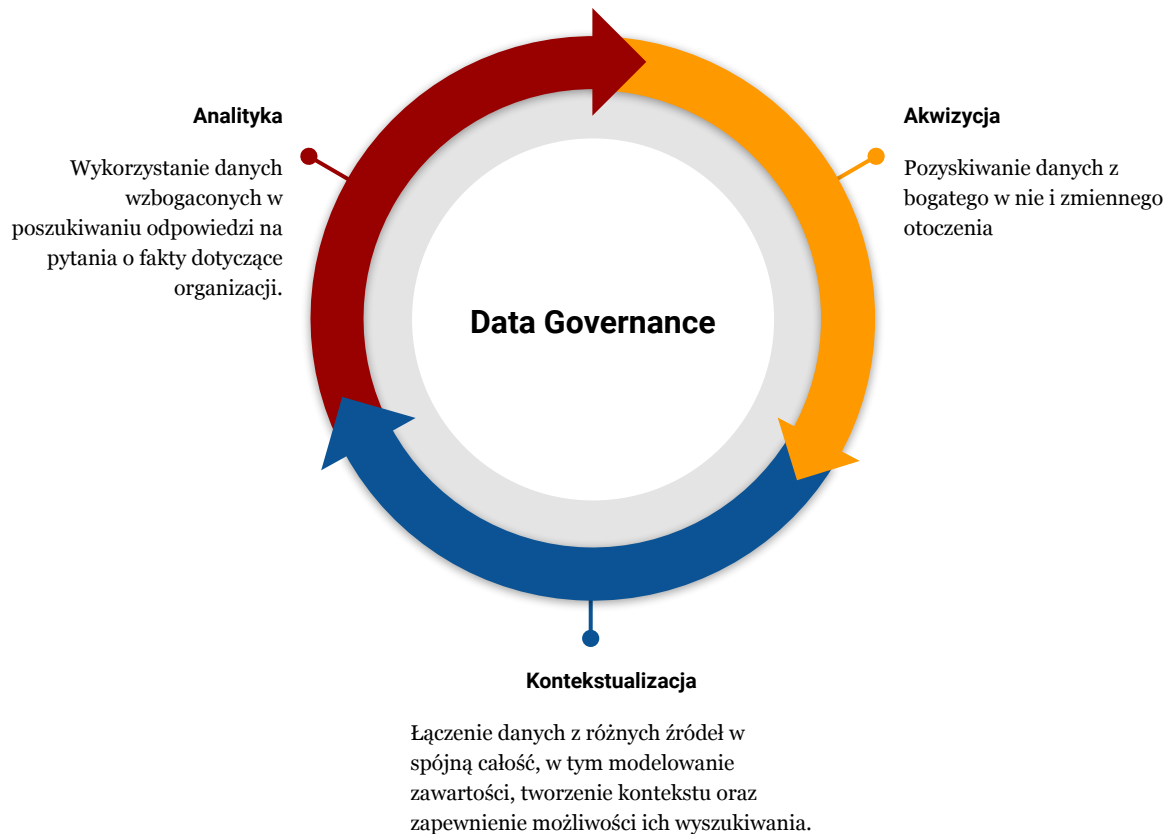 Analityka
Wykorzystanie danych
wzbogaconych w
poszukiwaniu odpowiedzi na
pytania o fakty dotyczące
organizacji.
Akwizycja
Pozyskiwanie danych z
bogatego w nie i zmiennego
otoczenia
Data Governance
Kontekstualizacja
Łączenie danych z różnych źródeł w
spójną całość, w tym modelowanie
zawartości, tworzenie kontekstu oraz
zapewnienie możliwości ich wyszukiwania.